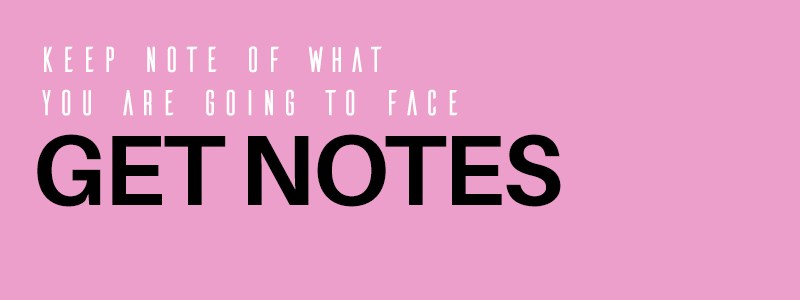 KEEP NOTE OF WHAT
YOU ARE GOING TO FACE
GET NOTES